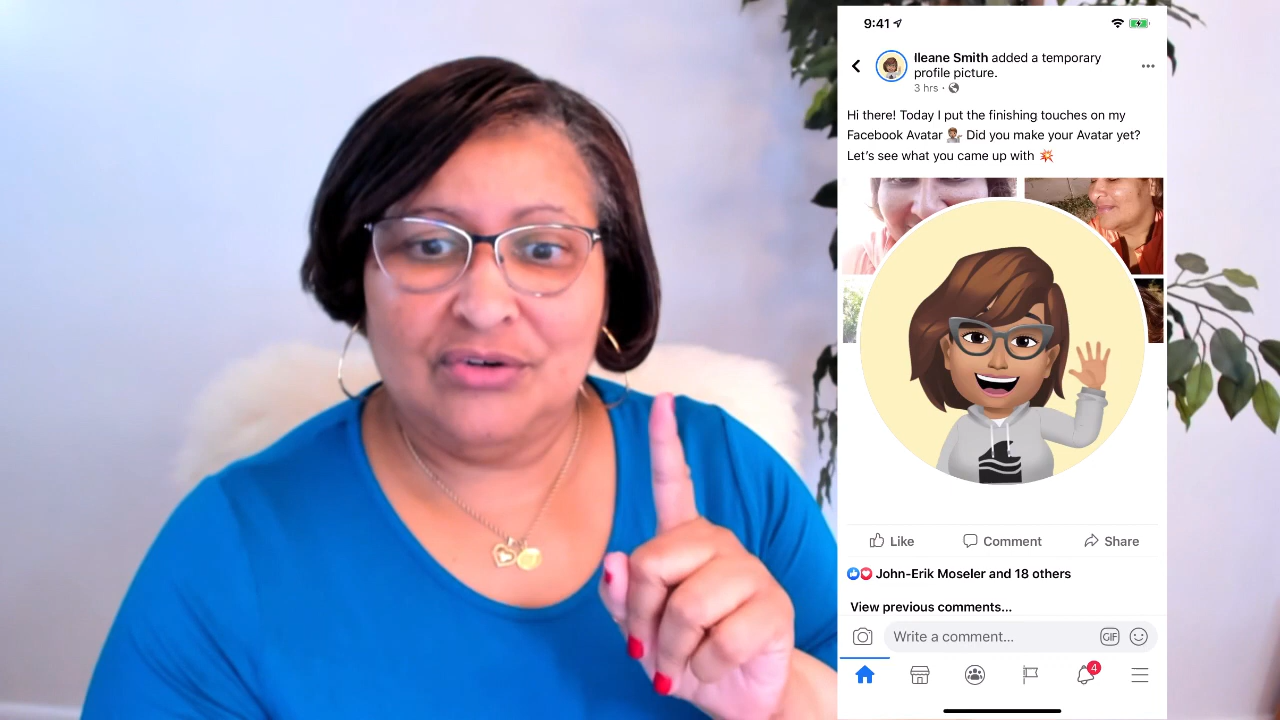 9:41
Ileane Smith added a temporary
profile picture.
3 hrs ·
Hi there! Today I put the finishing touches on my
Facebook Avatar Did you make your Avatar yet?
Let's see what you came up with
Like Comment Share
John-Erik Moseler and 18 others
View previous comments...
Write a comment... GIF
4